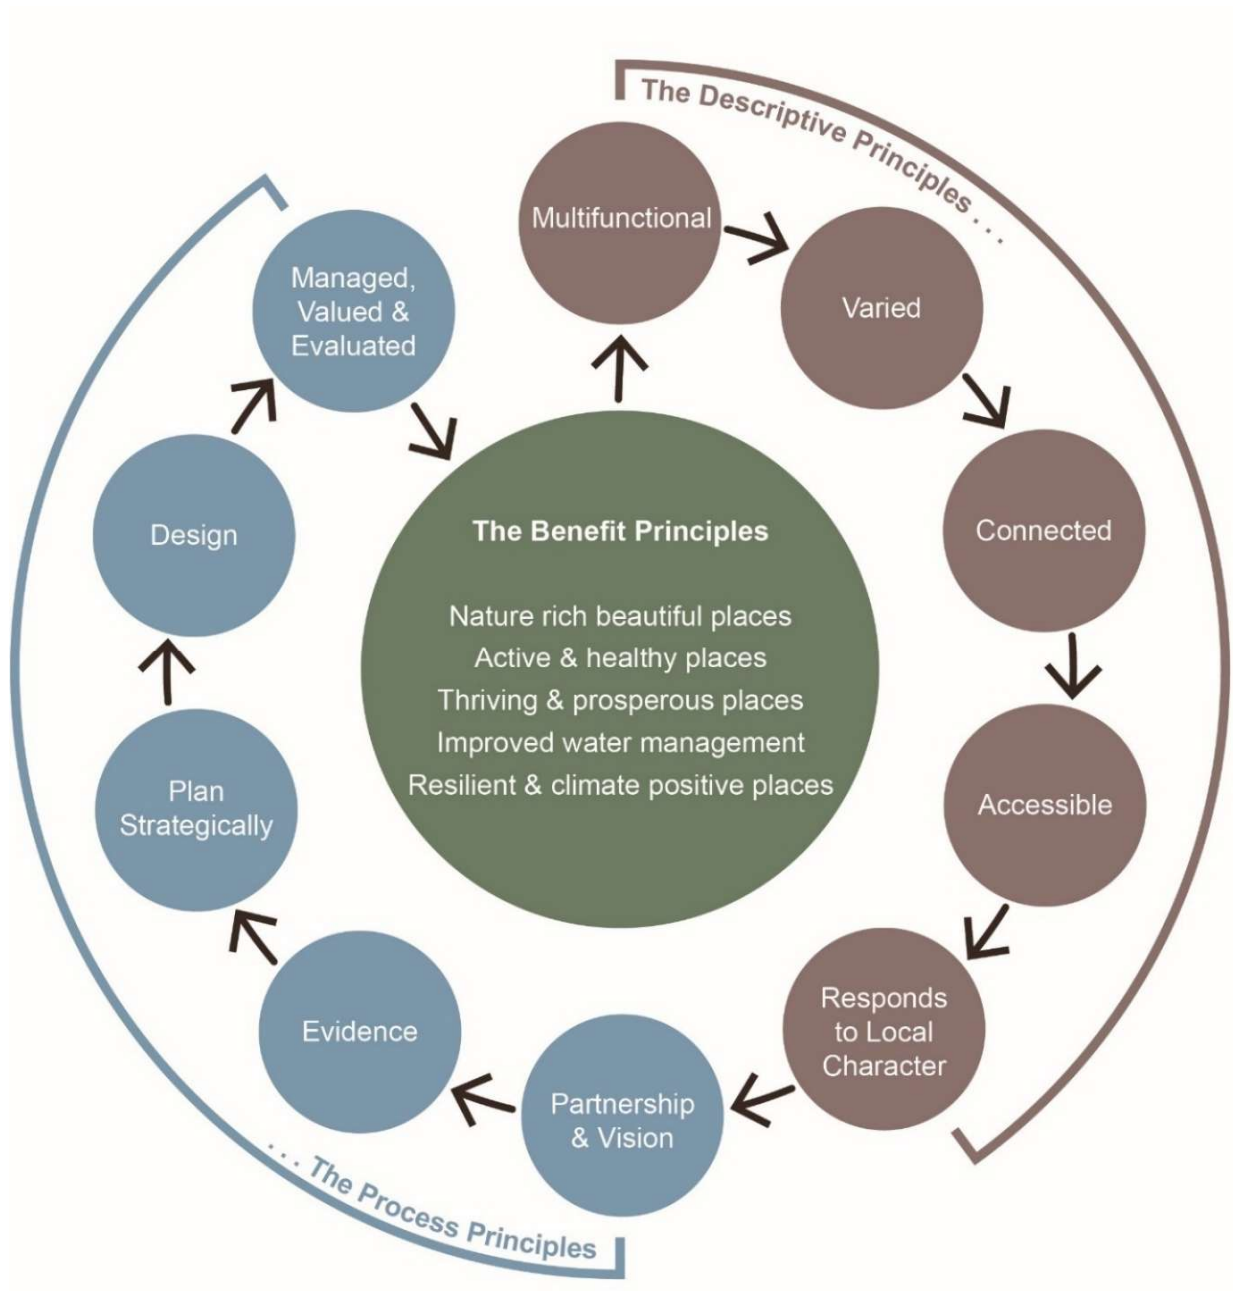 The Descriptive Principles . . .
Multifunctional
Varied
Connected
Accessible
Responds
to Local
Character
Partnership
& Vision
Evidence
Plan
Strategically
Design
Managed,
Valued &
Evaluated
. . . The Process Principles
The Benefit Principles
Nature rich beautiful places
Active & healthy places
Thriving & prosperous places
Improved water management
Resilient & climate positive places